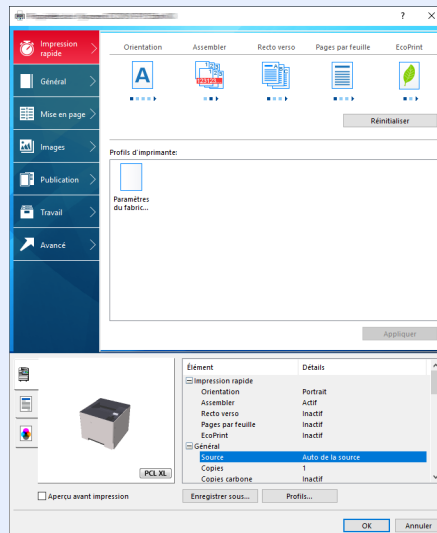 ?
Impression
rapide
Général
Mise en page
Images
Publication
Travail
Avancé
Orientation Assembler Recto verso Pages par feuille EcoPrint
A
Réinitialiser
Profils d'imprimante:
Paramètres
du fabric...
Appliquer
Élément Détails
Impression rapide
Orientation Portrait
Assembler Actif
Recto verso Inactif
Pages par feuille Inactif
EcoPrint Inactif
Général
Source Auto de la source
Copies 1
Copies carbone Inactif
PCL XL
Aperçu avant impression
Enregistrer sous... Profils...
OK Annuler